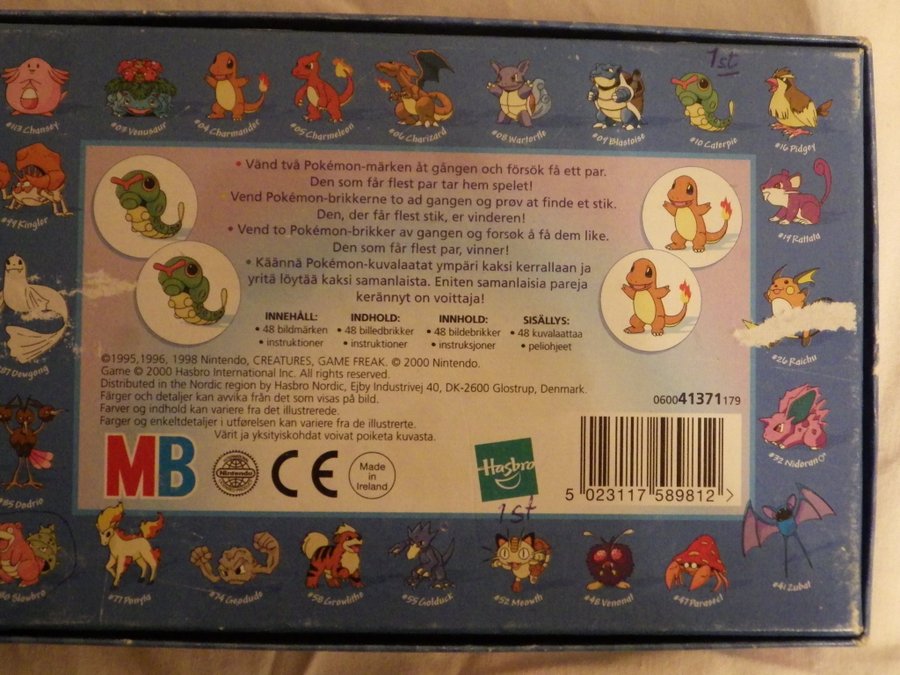 1st
#113 Chansey
#03 Venusaur
#04 Charmander
#05 Charmeleon
#06 Charizard
#08 Wartortle
#09 Blastoise
#10 Caterpie
#16 Pidgey
#99 Kingler
#19 Rattata
• Vänd två Pokémon-märken åt gången och försök få ett par.
Den som får flest par tar hem spelet!
Vend Pokémon-brikkerne to ad gangen og prøv at finde et stik.
Den, der får flest stik, er vinderen!
• Vend to Pokémon-brikker av gangen og forsøk å få dem like.
Den som får flest par, vinner!
• Käännä Pokémon-kuvalaatat ympäri kaksi kerrallaan ja
yritä löytää kaksi samanlaista. Eniten samanlaisia pareja
kerännyt on voittaja!
INNEHÅLL:
• 48 bildmärken
• instruktioner
INDHOLD:
• 48 billedbrikker
• instruktioner
INNHOLD:
• 48 bildebrikker
• instruksjoner
SISÄLLYS:
• 48 kuvalaattaa
• peliohjeet
#87 Dewgong
#26 Raichu
©1995,1996, 1998 Nintendo, CREATURES, GAME FREAK. © 2000 Nintendo.
Game © 2000 Hasbro International Inc. All rights reserved.
Distributed in the Nordic region by Hasbro Nordic, Ejby Industrivej 40, DK-2600 Glostrup, Denmark.
Färger och detaljer kan avvika från det som visas på bild.
Farver og indhold kan variere fra det illustrerede.
Farger og enkeltdetaljer i utførelsen kan variere fra de illustrerte.
Värit ja yksityiskohdat voivat poiketa kuvasta.
060041371179
#32 Nidoran♂
MB
Nintendo
CE
Made in
Ireland
Hasbro
5 023117 589812 >
#85 Dodrio
1st
#80 Slowbro
#77 Ponyta
#74 Geodude
#58 Growlithe
#55 Golduck
#52 Meowth
#48 Venonat
#47 Parasect
#41 Zubat